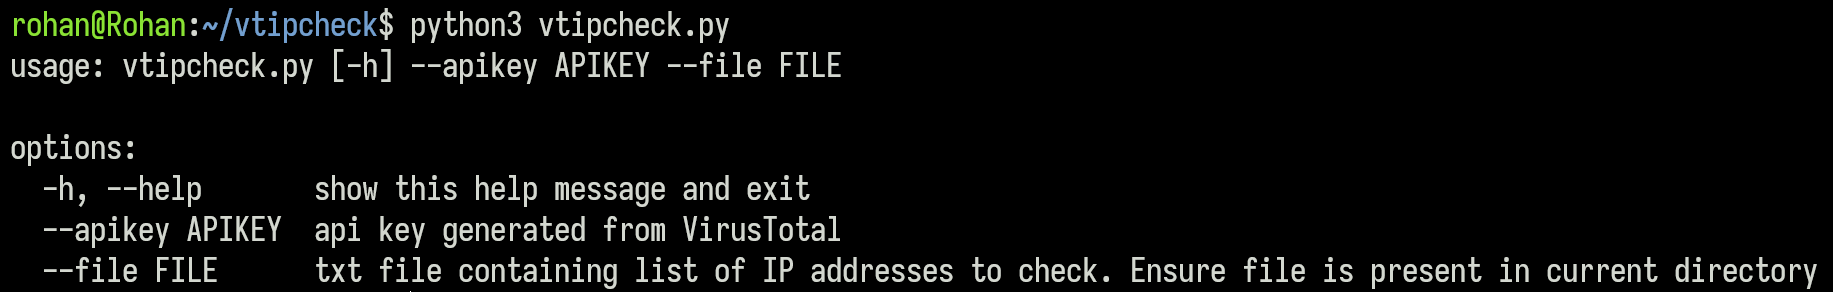 rohan@Rohan:~/vtipcheck$ python3 vtipcheck.py
usage: vtipcheck.py [-h] --apikey APIKEY --file FILE
options:
-h, --help show this help message and exit
--apikey APIKEY api key generated from VirusTotal
--file FILE txt file containing list of IP addresses to check. Ensure file is present in current directory